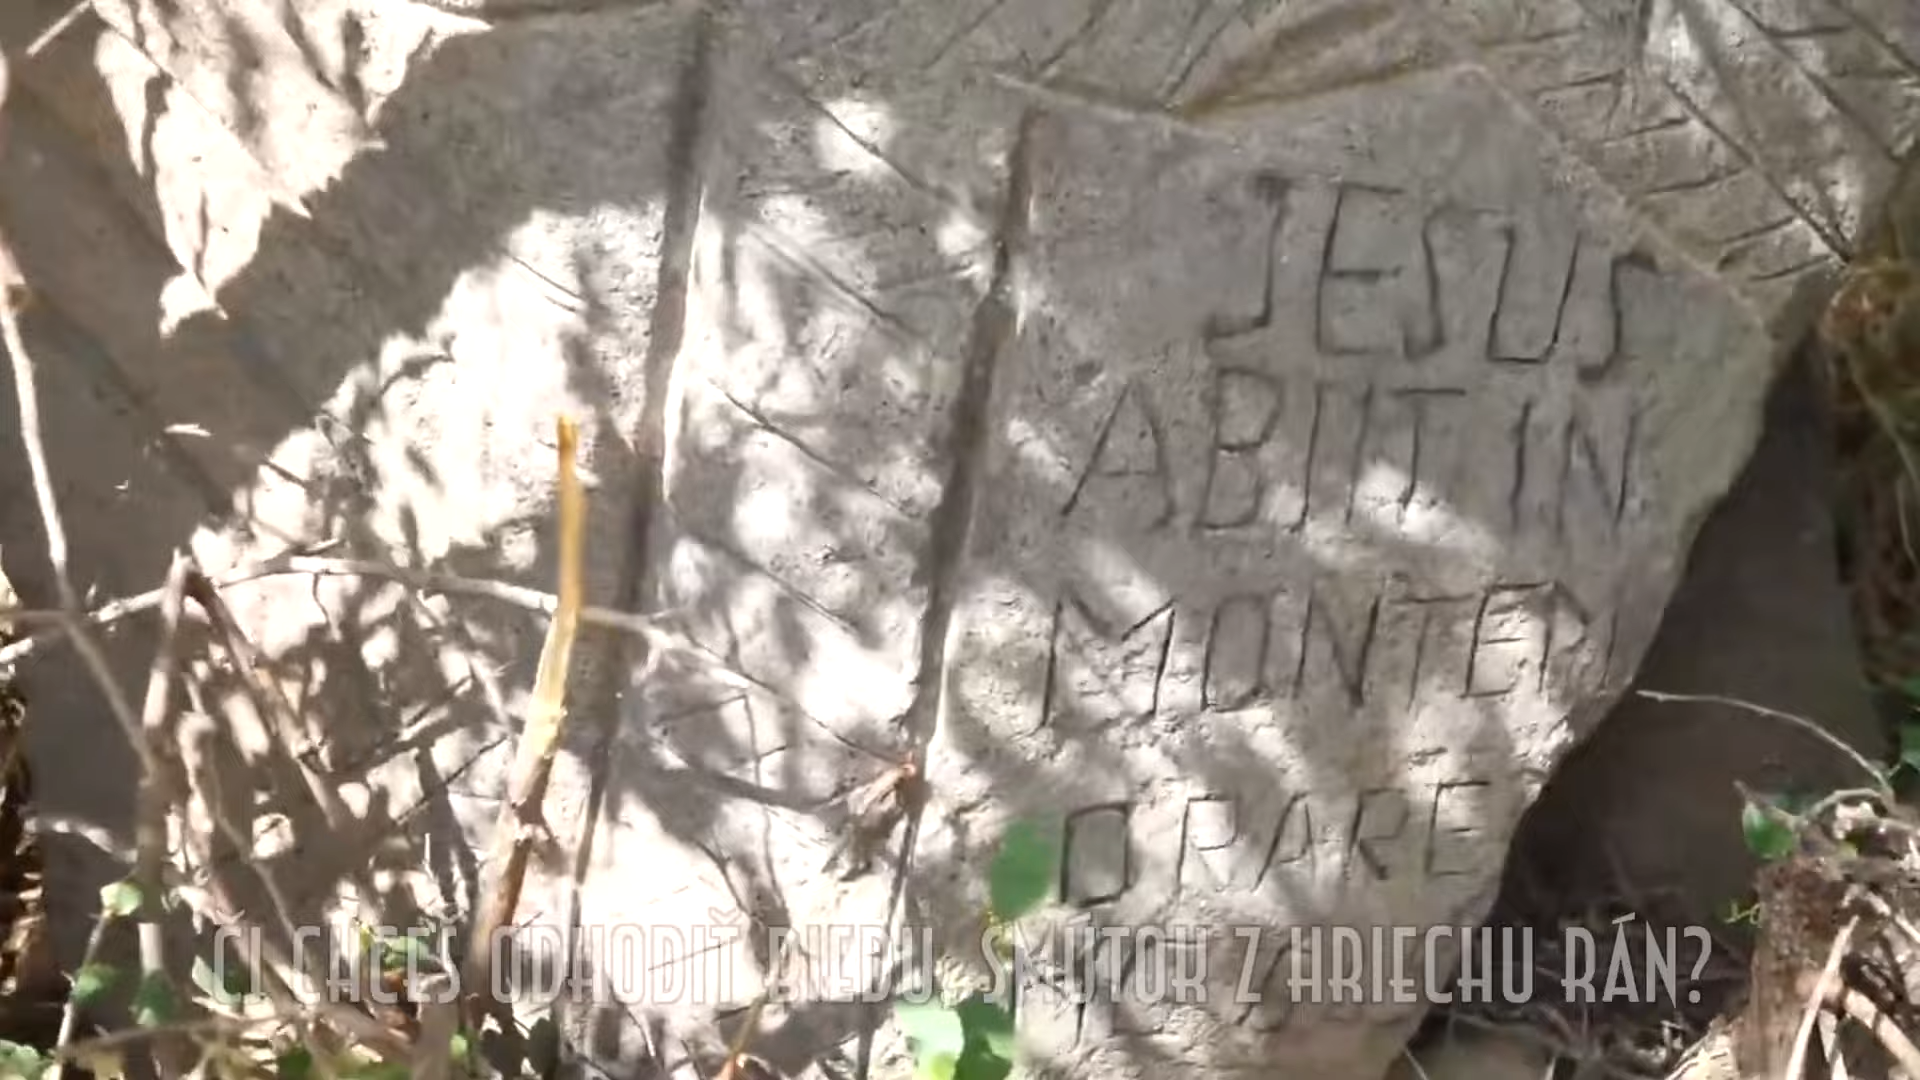 JESUS
ABIIT IN
MONTEM
ORARE
ČI CHCEŠ ODHODIŤ BIEDU, SMÚTOK Z HRIECHU RÁN?